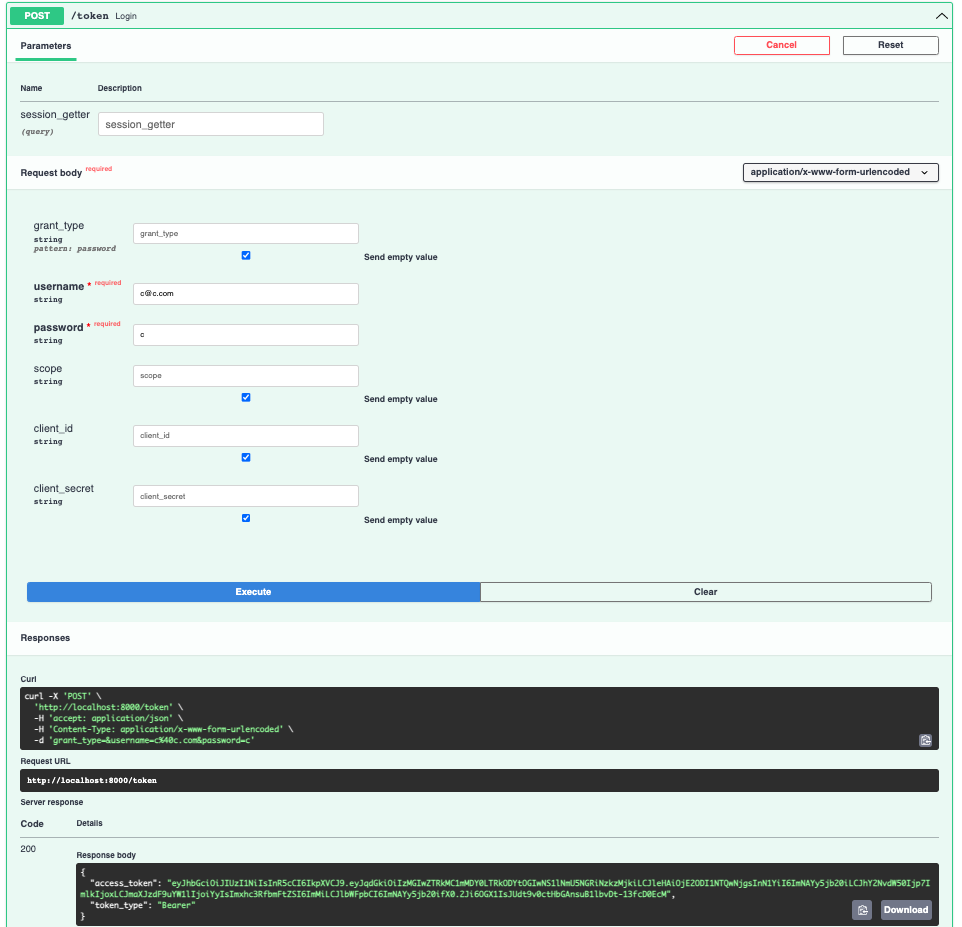 POST /token Login
Parameters
Cancel
Reset
Name Description
session_getter
(query)
session_getter
Request body required
application/x-www-form-urlencoded
grant_type
string
pattern: password
grant_type
Send empty value
username * required
string
c@c.com
password * required
string
c
scope
string
scope
Send empty value
client_id
string
client_id
Send empty value
client_secret
string
client_secret
Send empty value
Execute
Clear
Responses
Curl
curl -X 'POST' \
'http://localhost:8000/token' \
-H 'accept: application/json' \
-H 'Content-Type: application/x-www-form-urlencoded' \
-d 'grant_type=&username=c%40c.com&password=c'
Request URL
http://localhost:8000/token
Server response
Code Details
200
Response body
{
"access_token":
"token_type": "Bearer"
}
Download